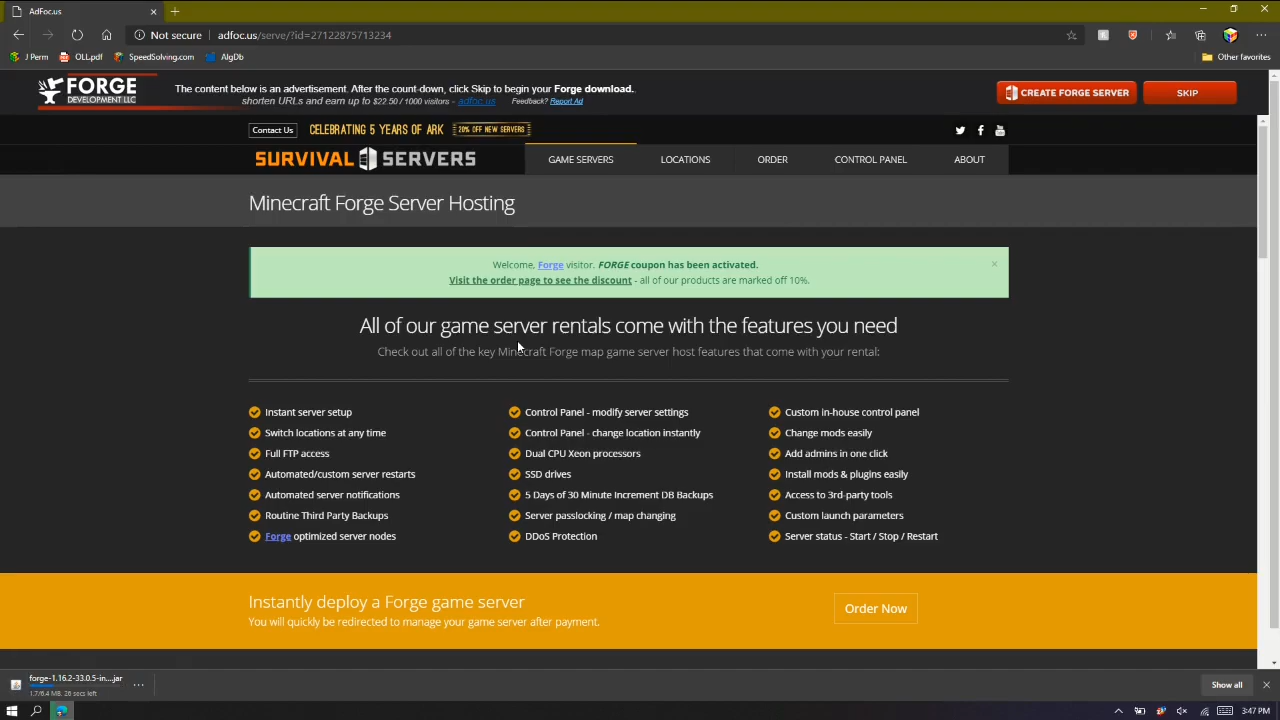 AdFoc.us
Not secure
adfoc.us/serve/?id=27122875713234
J Perm
OLL.pdf
SpeedSolving.com
AlgDb
Other favorites
FORGE
DEVELOPMENT LLC
The content below is an advertisement. After the count-down, click Skip to begin your Forge download.
shorten URLs and earn up to $22.50 / 1000 visitors - adfoc.us
Feedback? Report Ad
CREATE FORGE SERVER
SKIP
Contact Us
CELEBRATING 5 YEARS OF ARK
20% OFF NEW SERVERS
SURVIVAL SERVERS
GAME SERVERS
LOCATIONS
ORDER
CONTROL PANEL
ABOUT
Minecraft Forge Server Hosting
Welcome, Forge visitor. FORGE coupon has been activated.
Visit the order page to see the discount - all of our products are marked off 10%.
×
All of our game server rentals come with the features you need
Check out all of the key Minecraft Forge map game server host features that come with your rental:
Instant server setup
Switch locations at any time
Full FTP access
Automated/custom server restarts
Automated server notifications
Routine Third Party Backups
Forge optimized server nodes
Control Panel - modify server settings
Control Panel - change location instantly
Dual CPU Xeon processors
SSD drives
5 Days of 30 Minute Increment DB Backups
Server passlocking / map changing
DDoS Protection
Custom in-house control panel
Change mods easily
Add admins in one click
Install mods & plugins easily
Access to 3rd-party tools
Custom launch parameters
Server status - Start / Stop / Restart
Instantly deploy a Forge game server
You will quickly be redirected to manage your game server after payment.
Order Now
forge-1.16.2-33.0.5-in....jar
1.7/6.4 MB, 26 secs left
Show all
3:47 PM